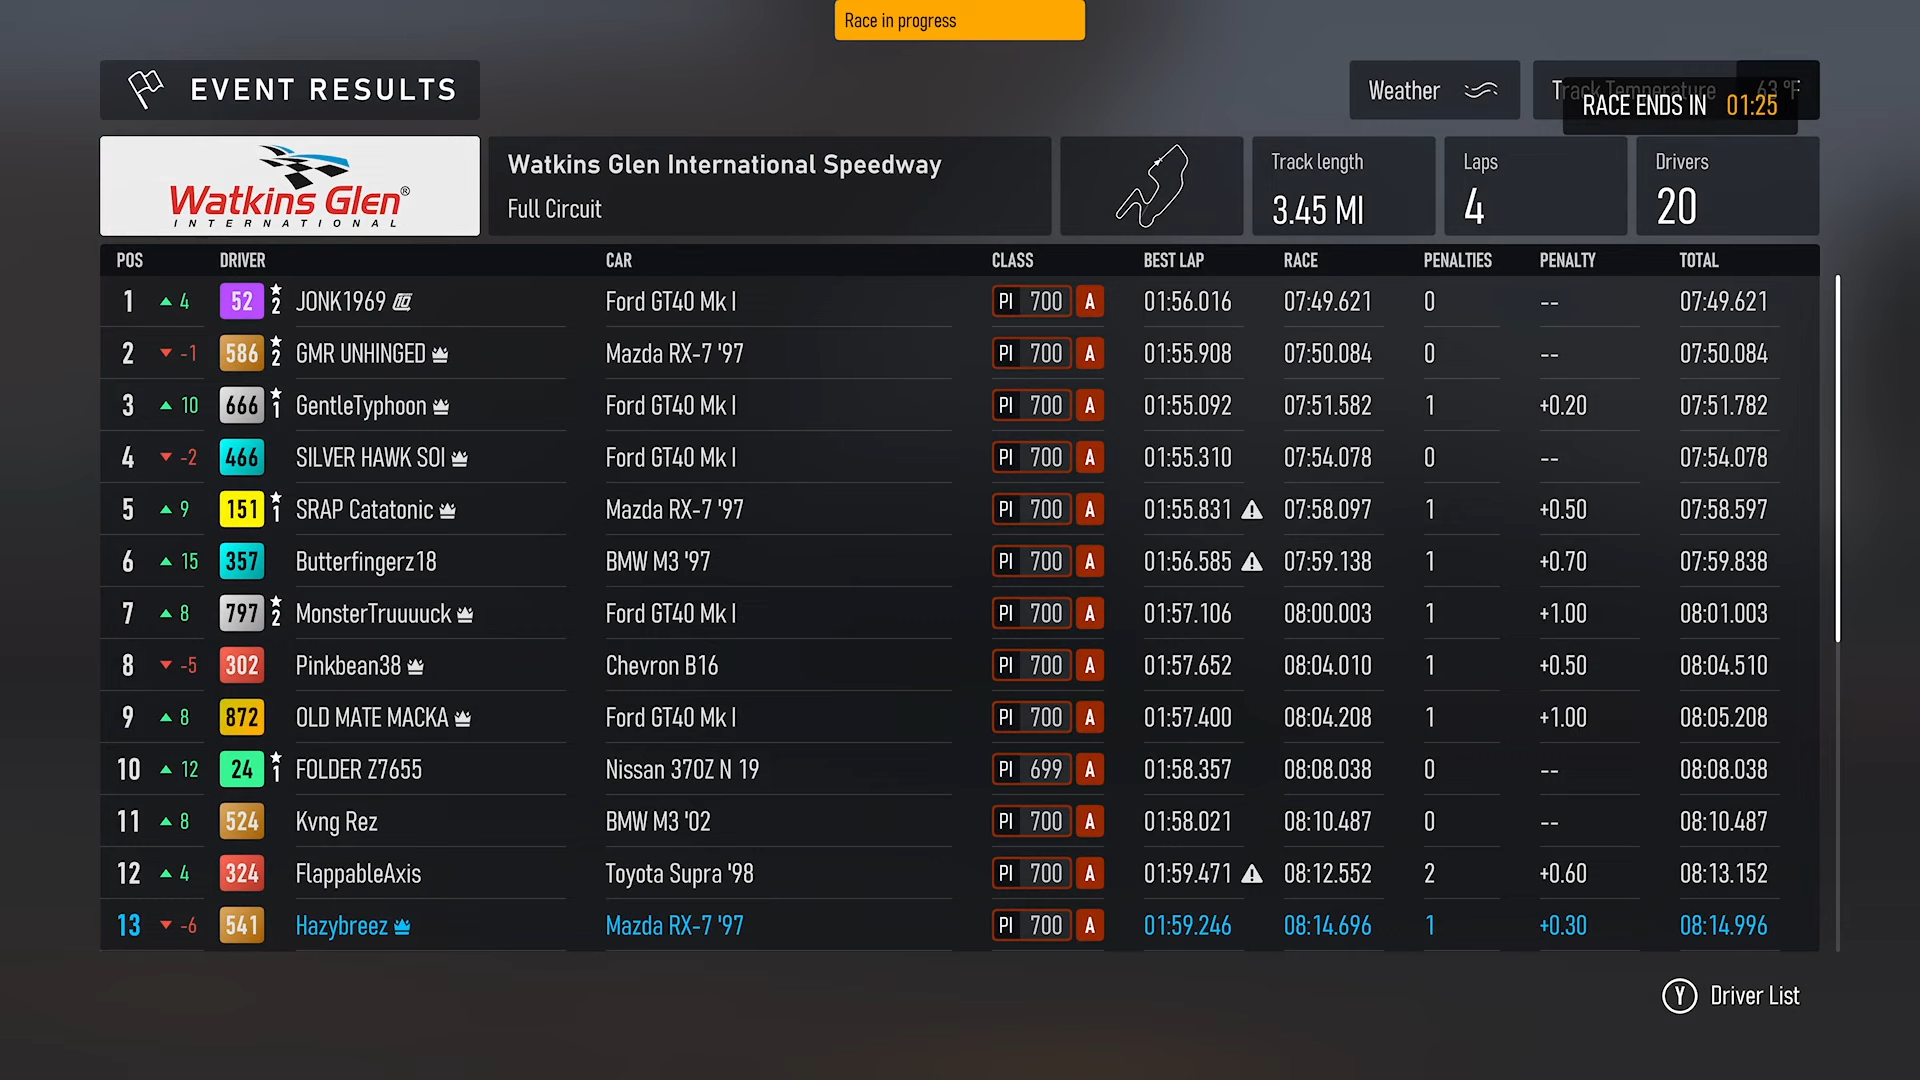 Race in progress
EVENT RESULTS
Weather
Track Temperature 63 °F
RACE ENDS IN 01:25
Watkins Glen®
INTERNATIONAL
Watkins Glen International Speedway
Full Circuit
Track length
3.45 MI
Laps
4
Drivers
20
POS DRIVER CAR CLASS BEST LAP RACE PENALTIES PENALTY TOTAL
1 ▲ 4 52 ★2 JONK1969 Ford GT40 Mk I PI 700 A 01:56.016 07:49.621 0 -- 07:49.621
2 ▼ -1 586 ★2 GMR UNHINGED Mazda RX-7 '97 PI 700 A 01:55.908 07:50.084 0 -- 07:50.084
3 ▲ 10 666 ★1 GentleTyphoon Ford GT40 Mk I PI 700 A 01:55.092 07:51.582 1 +0.20 07:51.782
4 ▼ -2 466 SILVER HAWK SOI Ford GT40 Mk I PI 700 A 01:55.310 07:54.078 0 -- 07:54.078
5 ▲ 9 151 ★1 SRAP Catatonic Mazda RX-7 '97 PI 700 A 01:55.831 07:58.097 1 +0.50 07:58.597
6 ▲ 15 357 Butterfingerz18 BMW M3 '97 PI 700 A 01:56.585 07:59.138 1 +0.70 07:59.838
7 ▲ 8 797 ★2 MonsterTruuuuck Ford GT40 Mk I PI 700 A 01:57.106 08:00.003 1 +1.00 08:01.003
8 ▼ -5 302 Pinkbean38 Chevron B16 PI 700 A 01:57.652 08:04.010 1 +0.50 08:04.510
9 ▲ 8 872 OLD MATE MACKA Ford GT40 Mk I PI 700 A 01:57.400 08:04.208 1 +1.00 08:05.208
10 ▲ 12 24 ★1 FOLDER Z7655 Nissan 370Z N 19 PI 699 A 01:58.357 08:08.038 0 -- 08:08.038
11 ▲ 8 524 Kvng Rez BMW M3 '02 PI 700 A 01:58.021 08:10.487 0 -- 08:10.487
12 ▲ 4 324 FlappableAxis Toyota Supra '98 PI 700 A 01:59.471 08:12.552 2 +0.60 08:13.152
13 ▼ -6 541 Hazybreez Mazda RX-7 '97 PI 700 A 01:59.246 08:14.696 1 +0.30 08:14.996
Y Driver List